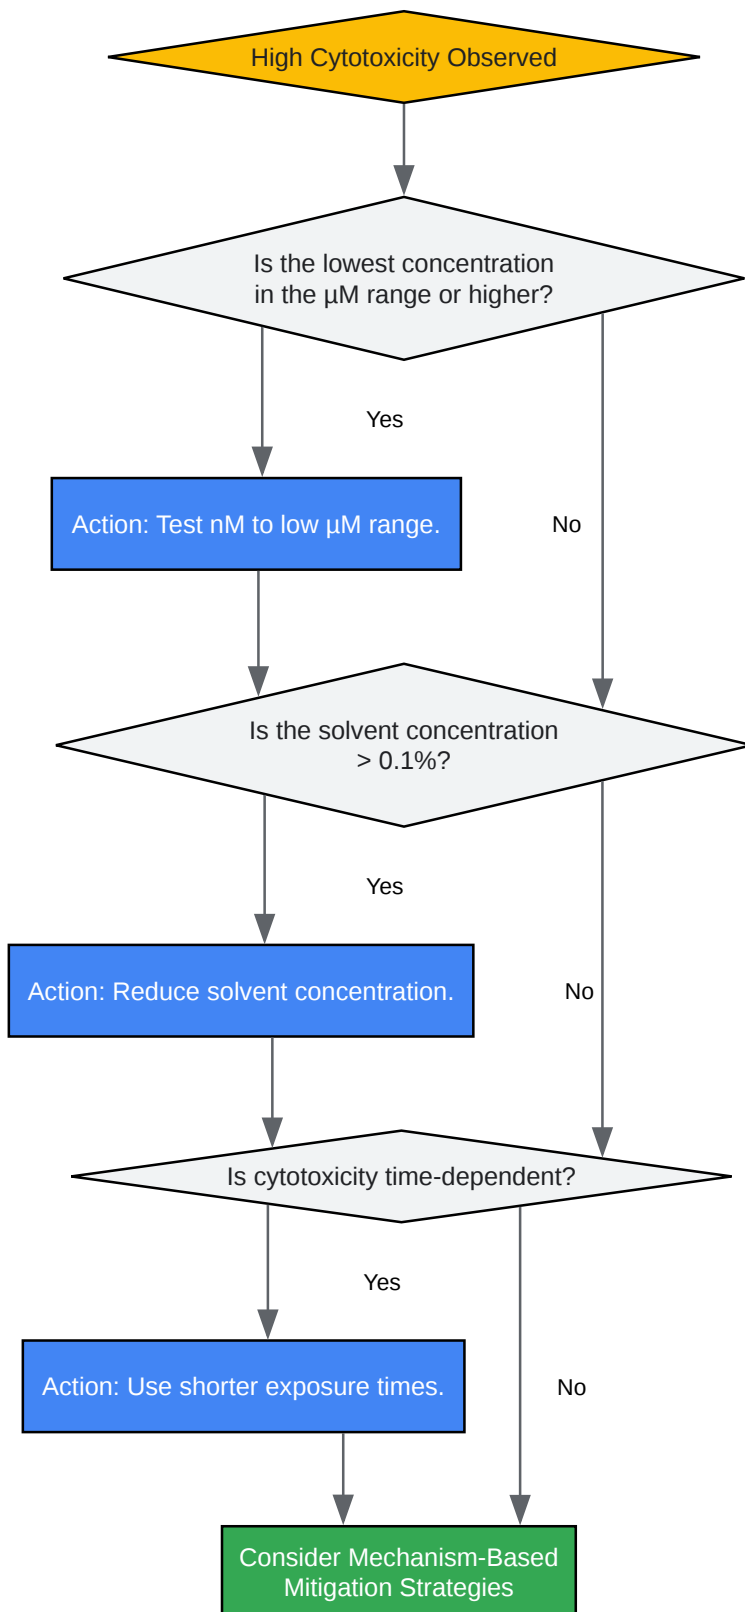 High Cytotoxicity Observed
Is the lowest concentration
in the µM range or higher?
Yes
Action: Test nM to low µM range.
No
Is the solvent concentration
> 0.1%?
Yes
Action: Reduce solvent concentration.
No
Is cytotoxicity time-dependent?
Yes
Action: Use shorter exposure times.
No
Consider Mechanism-Based
Mitigation Strategies